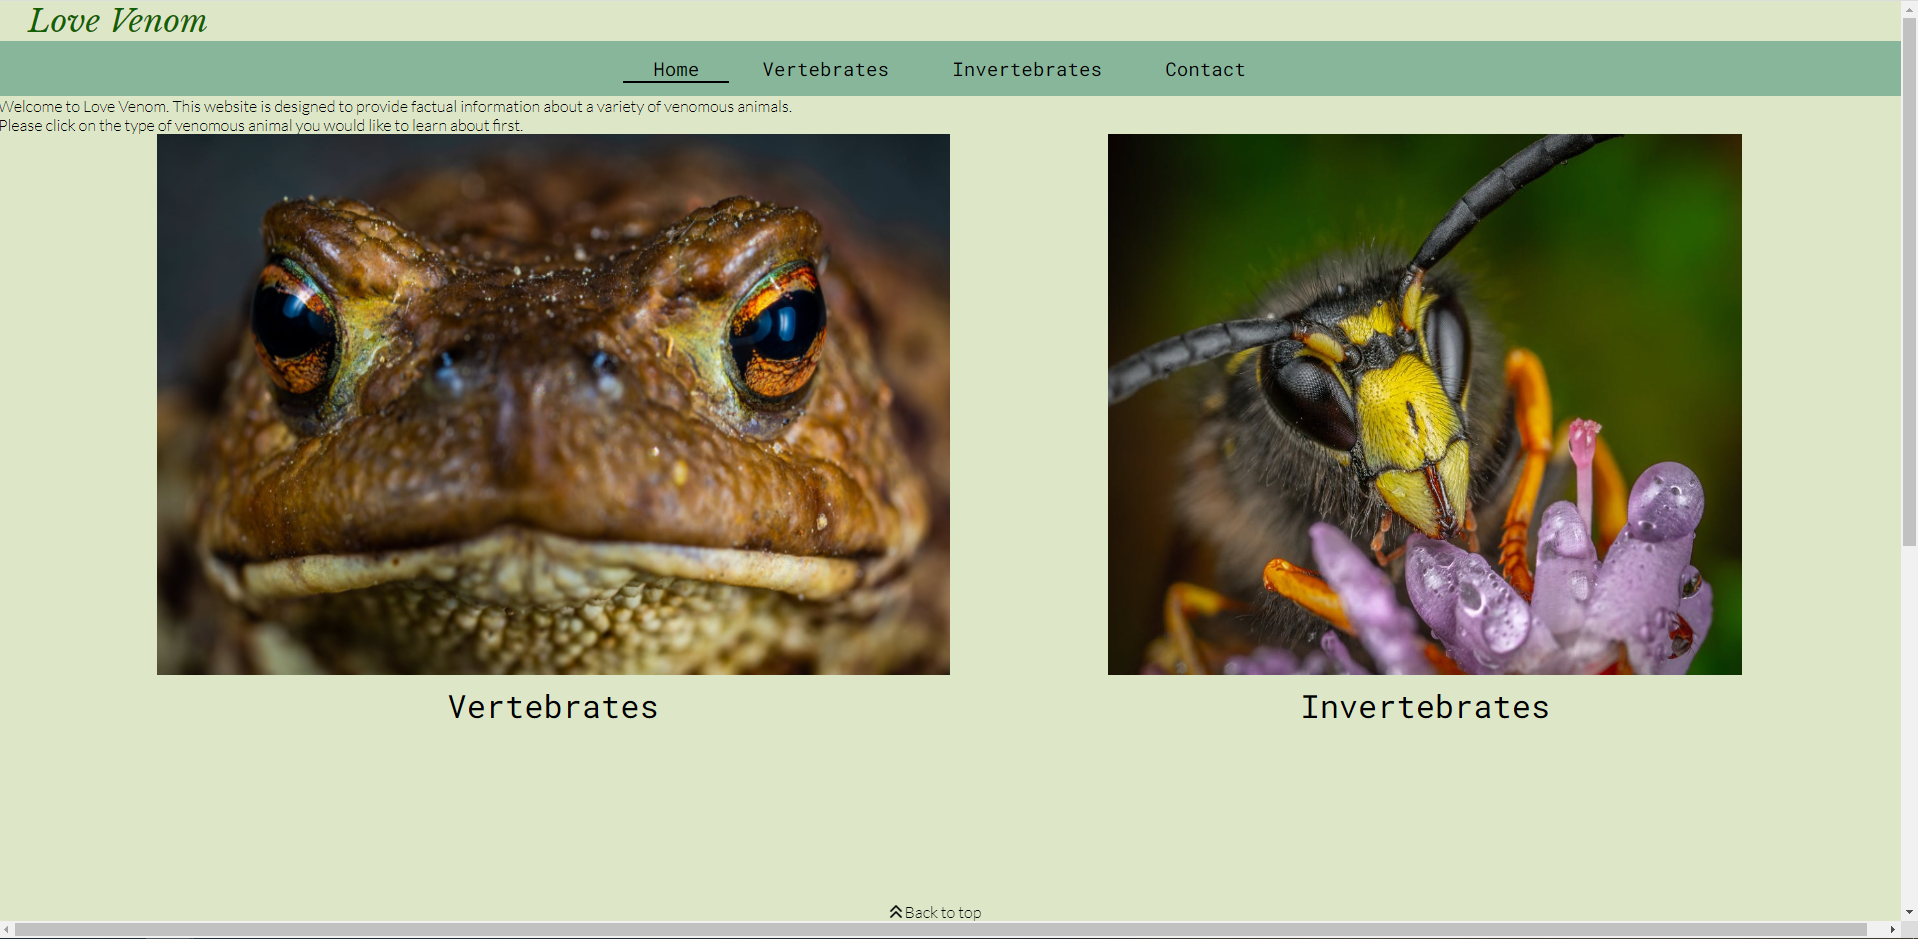 Love Venom
Home Vertebrates Invertebrates Contact
Welcome to Love Venom. This website is designed to provide factual information about a variety of venomous animals.
Please click on the type of venomous animal you would like to learn about first.
Vertebrates Invertebrates
Back to top